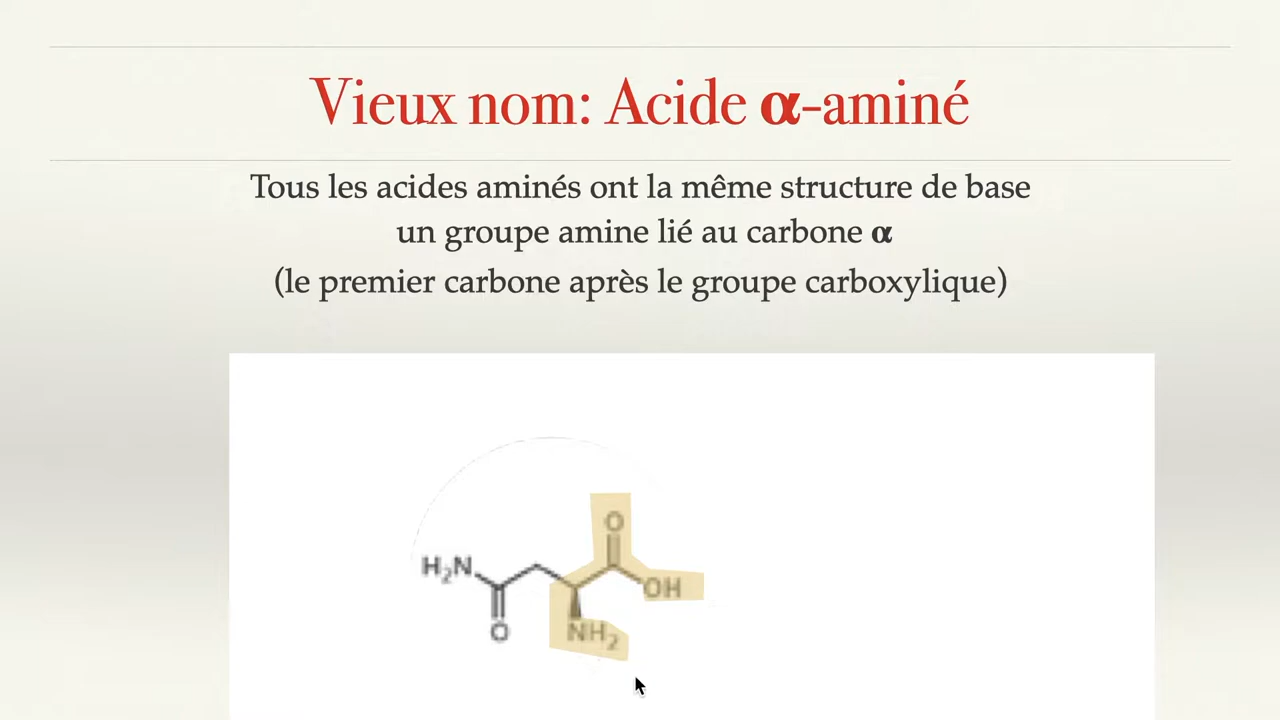 Vieux nom: Acide α-aminé
Tous les acides aminés ont la même structure de base
un groupe amine lié au carbone α
(le premier carbone après le groupe carboxylique)
O
H₂N
OH
O
NH₂